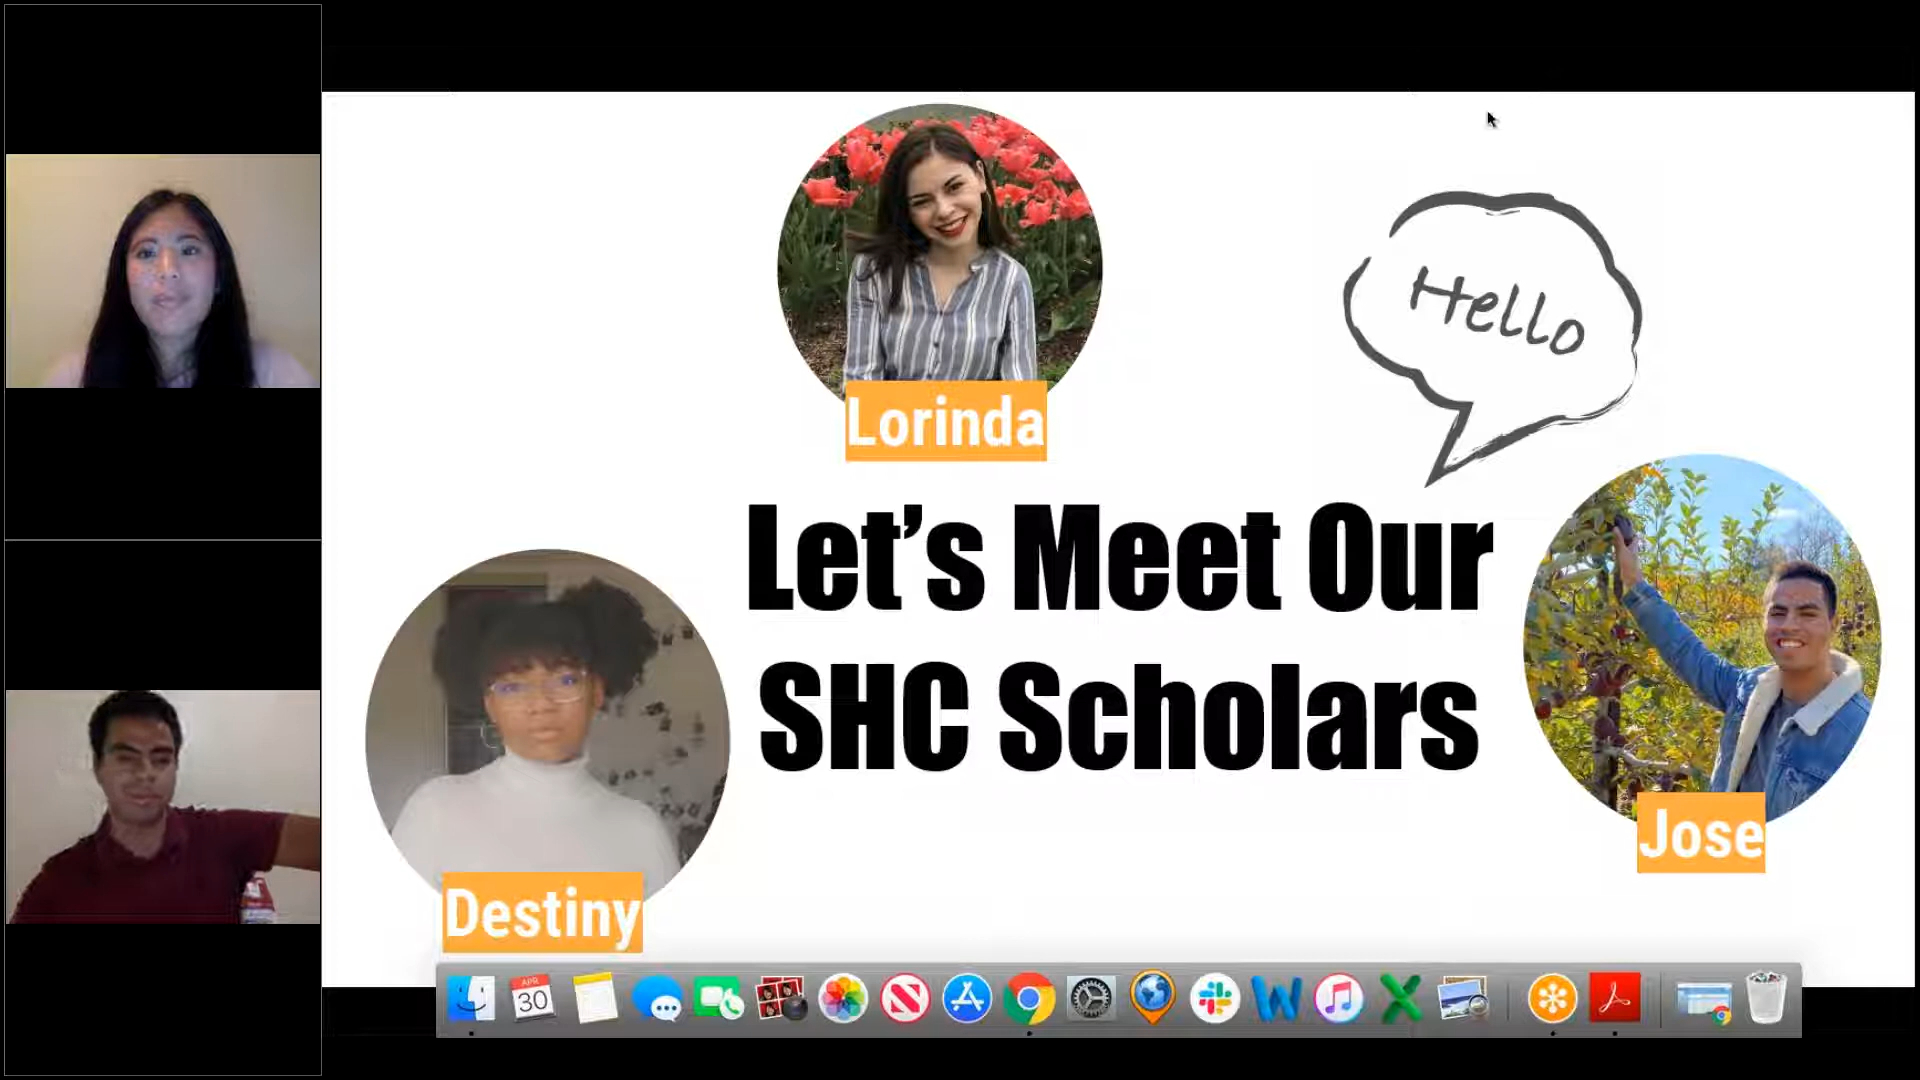 Hello
Lorinda
Let's Meet Our
SHC Scholars
Jose
Destiny
APR
30